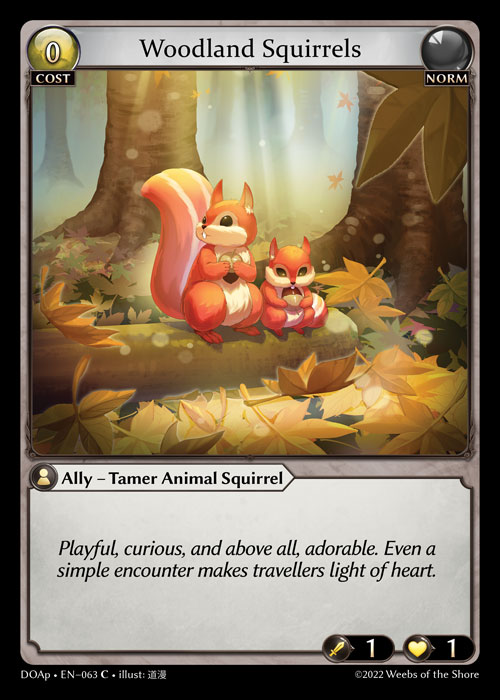 0
Woodland Squirrels
COST
NORM
Ally – Tamer Animal Squirrel
Playful, curious, and above all, adorable. Even a
simple encounter makes travellers light of heart.
1
1
DOAp • EN–063 C • illust: 道漫
©2022 Weebs of the Shore